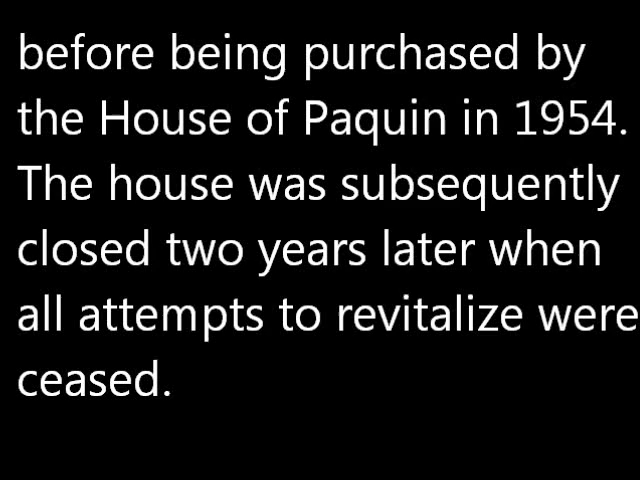 before being purchased by
the House of Paquin in 1954.
The house was subsequently
closed two years later when
all attempts to revitalize were
ceased.